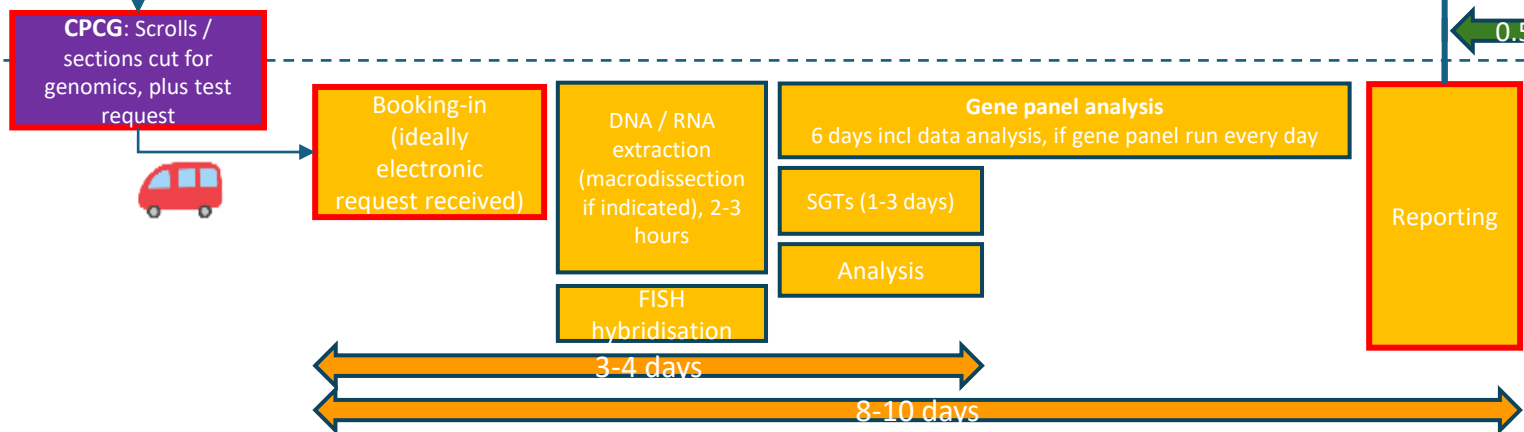 CPCG: Scrolls /
sections cut for
genomics, plus test
request
0.5
Booking-in
(ideally
electronic
request received)
DNA / RNA
extraction
(macrodissection
if indicated), 2-3
hours
FISH
hybridisation
Gene panel analysis
6 days incl data analysis, if gene panel run every day
SGTs (1-3 days)
Analysis
Reporting
3-4 days
8-10 days